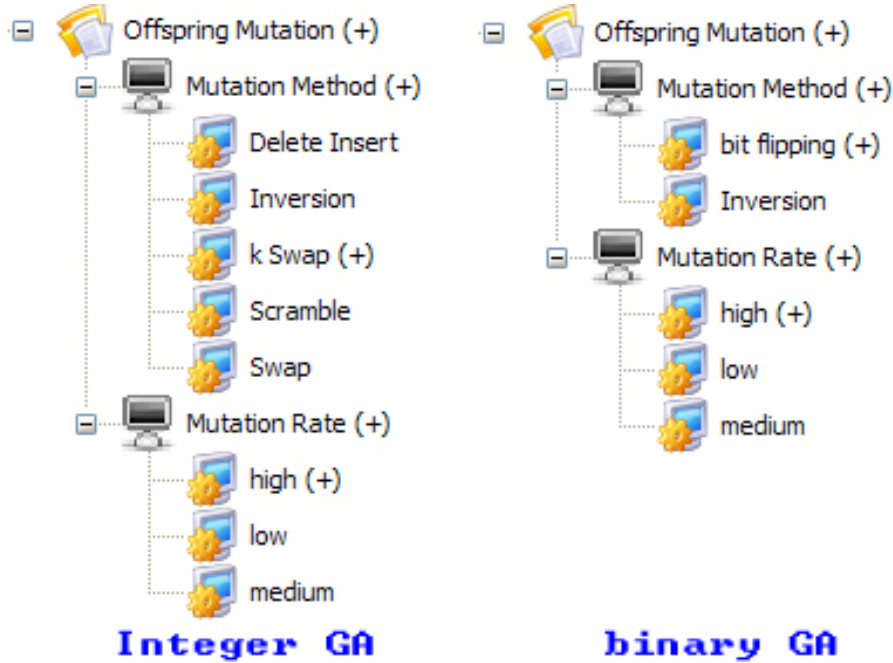 Offspring Mutation (+)
Mutation Method (+)
Delete Insert
Inversion
k Swap (+)
Scramble
Swap
Mutation Rate (+)
high (+)
low
medium
Integer GA
Offspring Mutation (+)
Mutation Method (+)
bit flipping (+)
Inversion
Mutation Rate (+)
high (+)
low
medium
binary GA